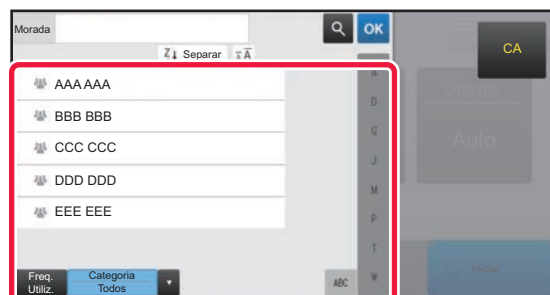 Morada
OK
CA
Z↓ Separar
A
AAA AAA
A
Original
BBB BBB
D
CCC CCC
G
Auto
J
DDD DDD
M
EEE EEE
P
T
Freq. Utiliz.
Categoria
Todos
▼
ABC
W
Iniciar